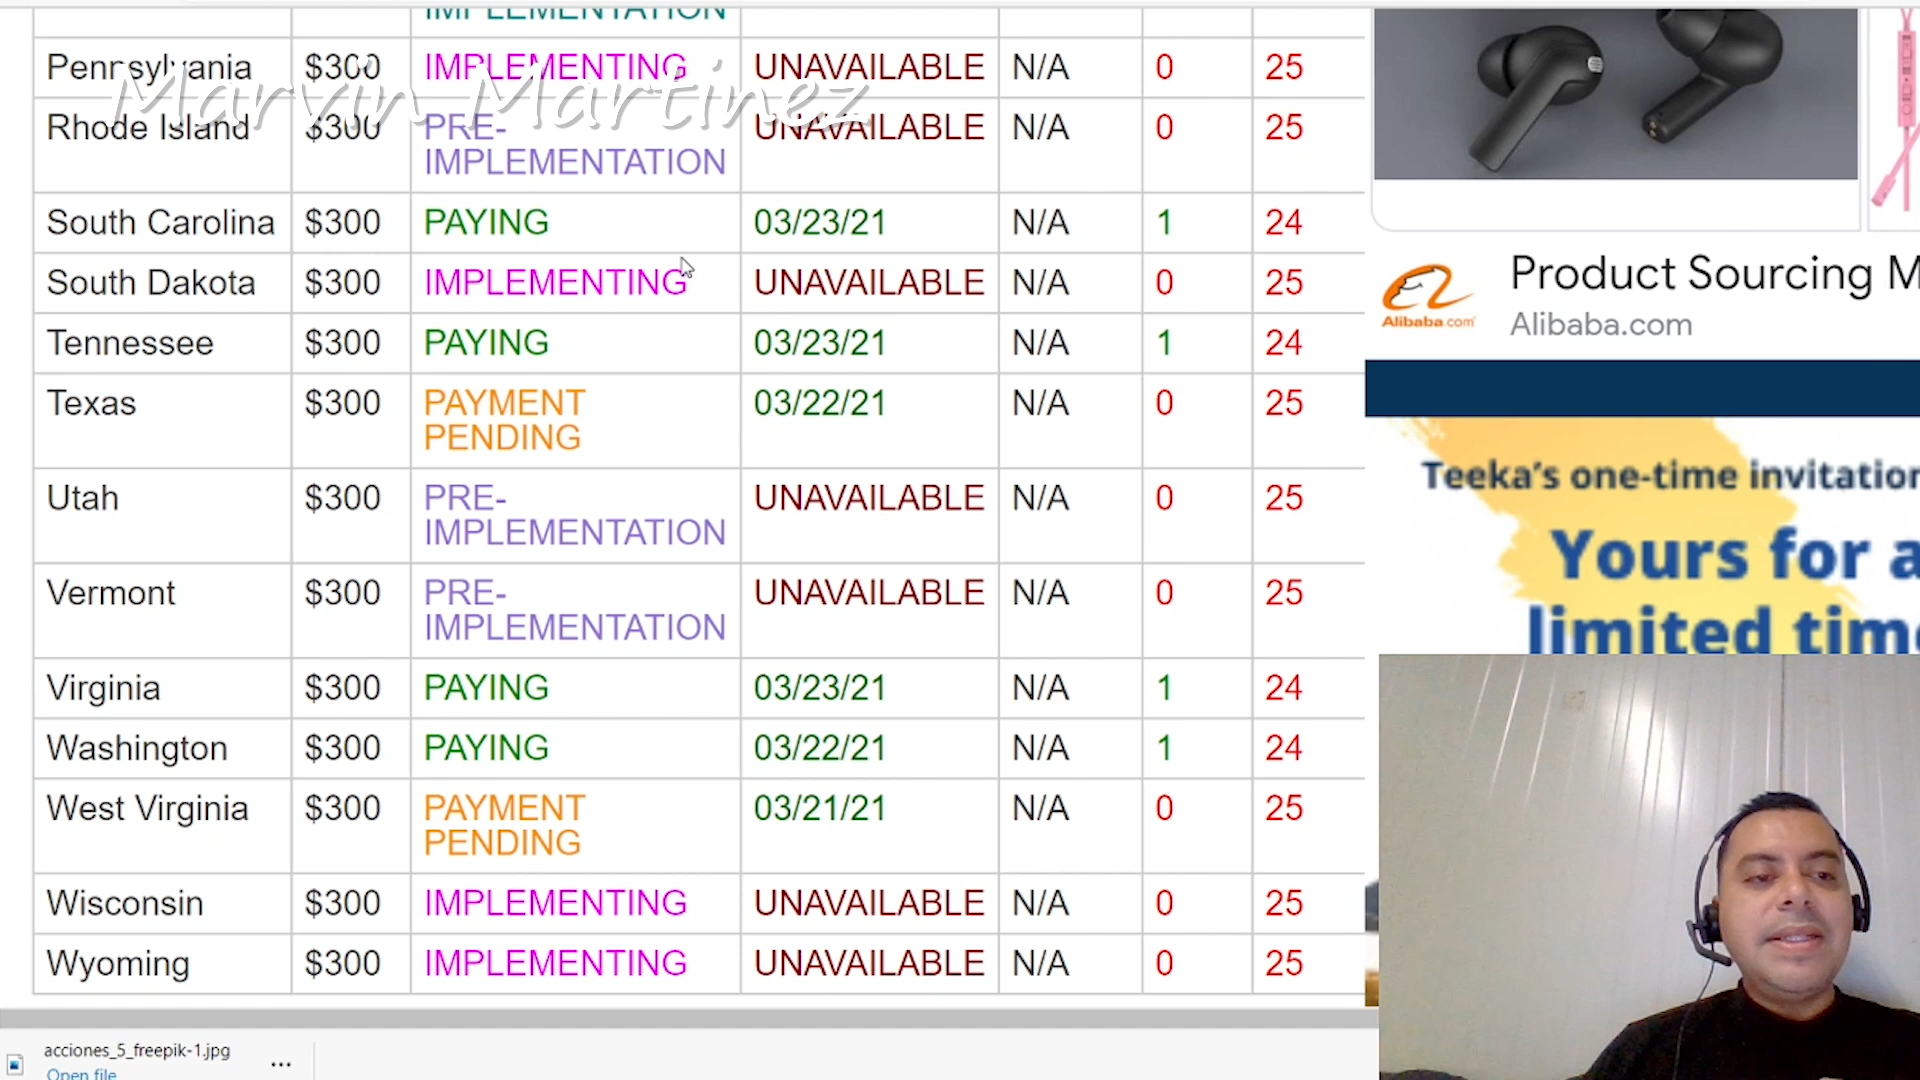 IMPLEMENTATION
Pennsylvania $300 IMPLEMENTING UNAVAILABLE N/A 0 25
Marvin Martinez
Rhode Island $300 PRE-
IMPLEMENTATION UNAVAILABLE N/A 0 25
South Carolina $300 PAYING 03/23/21 N/A 1 24
South Dakota $300 IMPLEMENTING UNAVAILABLE N/A 0 25
Tennessee $300 PAYING 03/23/21 N/A 1 24
Texas $300 PAYMENT
PENDING 03/22/21 N/A 0 25
Utah $300 PRE-
IMPLEMENTATION UNAVAILABLE N/A 0 25
Vermont $300 PRE-
IMPLEMENTATION UNAVAILABLE N/A 0 25
Virginia $300 PAYING 03/23/21 N/A 1 24
Washington $300 PAYING 03/22/21 N/A 1 24
West Virginia $300 PAYMENT
PENDING 03/21/21 N/A 0 25
Wisconsin $300 IMPLEMENTING UNAVAILABLE N/A 0 25
Wyoming $300 IMPLEMENTING UNAVAILABLE N/A 0 25
Alibaba.com
Product Sourcing M
Alibaba.com
Teeka's one-time invitation
Yours for a
limited time
acciones_5_freepik-1.jpg
...
Open file